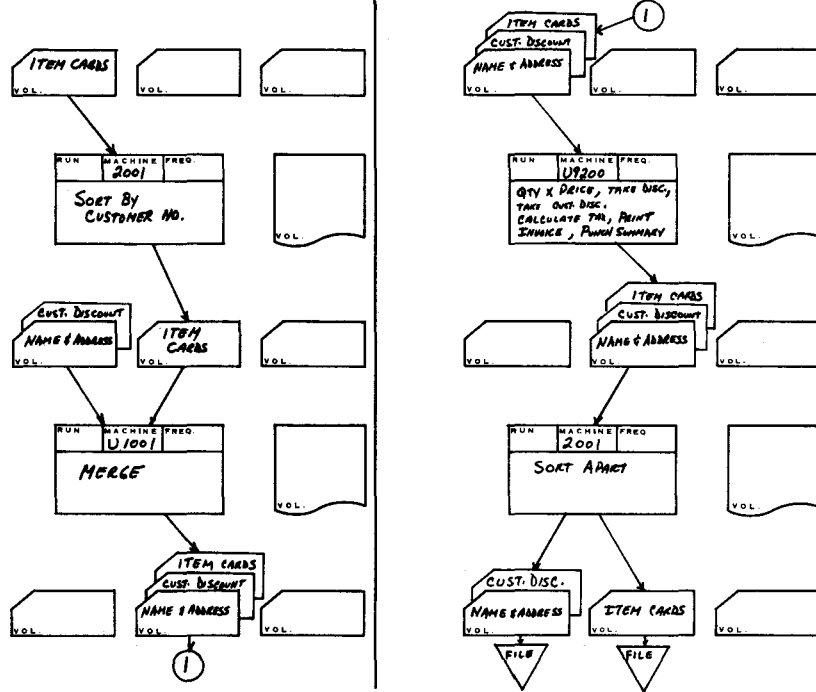 ITEM CARDS
VOL.
VOL.
VOL.
RUN MACHINE FREQ.
2001
SORT BY
CUSTOMER NO.
VOL.
CUST. DISCOUNT
NAME & ADDRESS
VOL.
ITEM
CARDS
VOL.
VOL.
RUN MACHINE FREQ.
U1001
MERGE
VOL.
ITEM CARDS
CUST. DISCOUNT
NAME & ADDRESS
VOL.
VOL.
VOL.
1
1
ITEM CARDS
CUST. DISCOUNT
NAME & ADDRESS
VOL.
VOL.
VOL.
RUN MACHINE FREQ.
U9200
QTY X PRICE, TAKE DISC.,
TAKE CUST. DISC.
CALCULATE TAX, PRINT
INVOICE, PUNCH SUMMARY
VOL.
ITEM CARDS
CUST. DISCOUNT
NAME & ADDRESS
VOL.
VOL.
VOL.
RUN MACHINE FREQ.
2001
SORT APART
VOL.
CUST. DISC.
NAME & ADDRESS
VOL.
ITEM CARDS
VOL.
VOL.
FILE
FILE